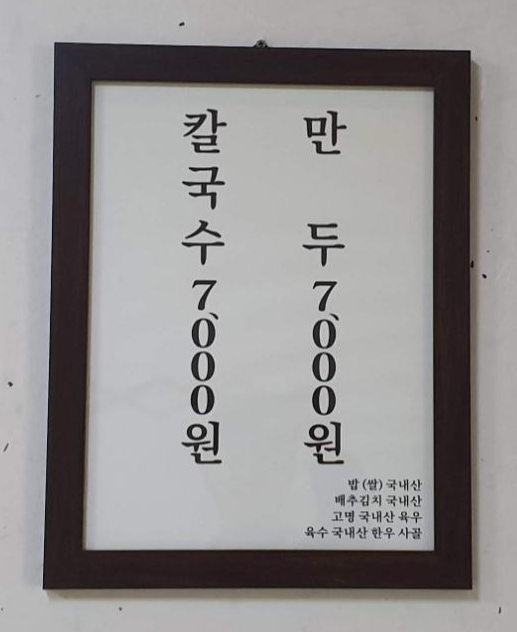 칼국수 7,000원
만두 7,000원
밥(쌀) 국내산
배추김치 국내산
고명 국내산 육우
육수 국내산 한우 사골